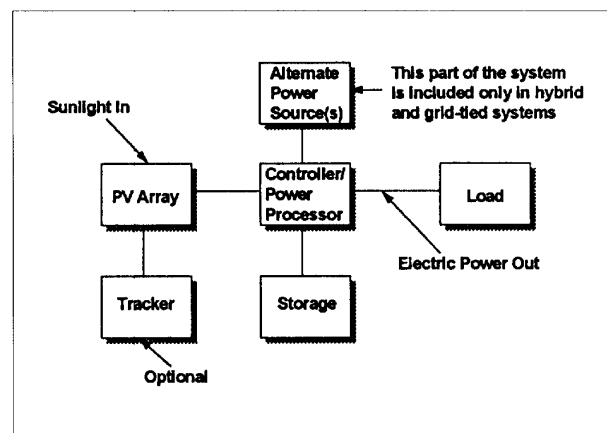 Alternate
Power
Source(s)
This part of the system
is included only in hybrid
and grid-tied systems
Sunlight In
PV Array
Controller/
Power
Processor
Load
Electric Power Out
Tracker
Storage
Optional